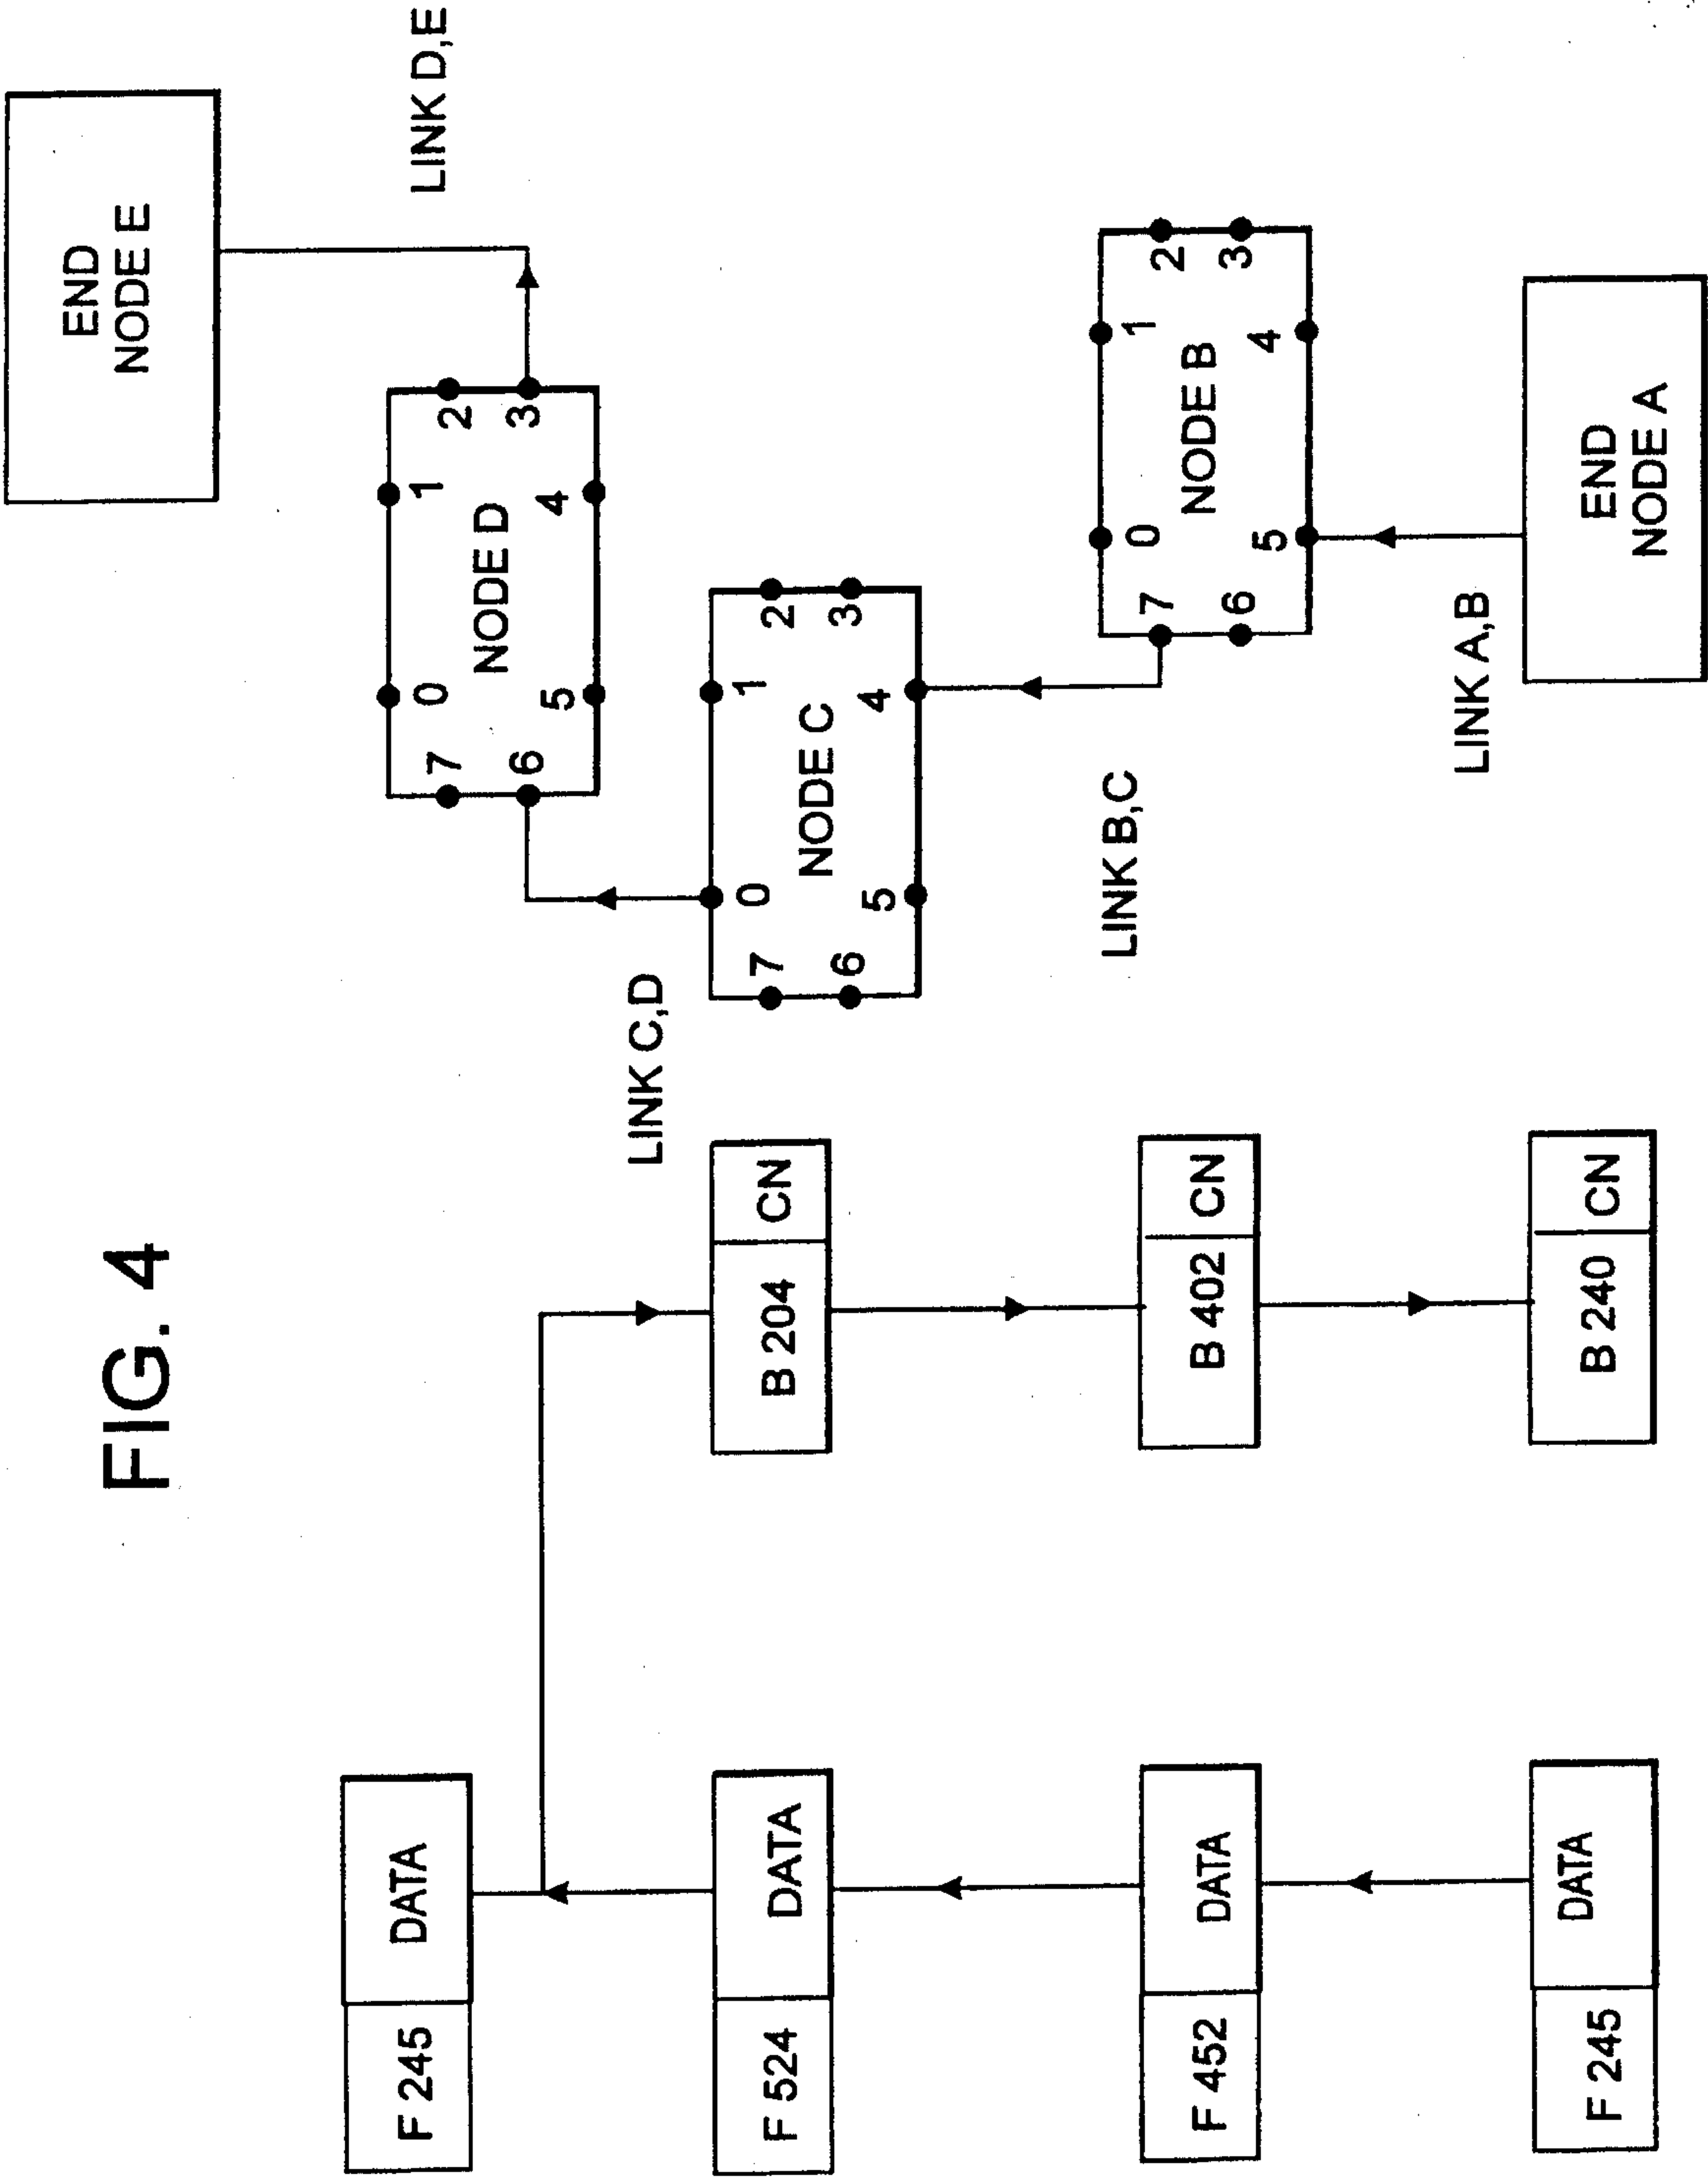 FIG. 4
F 245
DATA
F 524
DATA
F 452
DATA
F 245
DATA
B 204
CN
B 402
CN
B 240
CN
END
NODE E
LINK D,E
NODE D
0
1
2
3
4
5
6
7
LINK C,D
NODE C
0
1
2
3
4
5
6
7
LINK B,C
NODE B
0
1
2
3
4
5
6
7
LINK A,B
END
NODE A